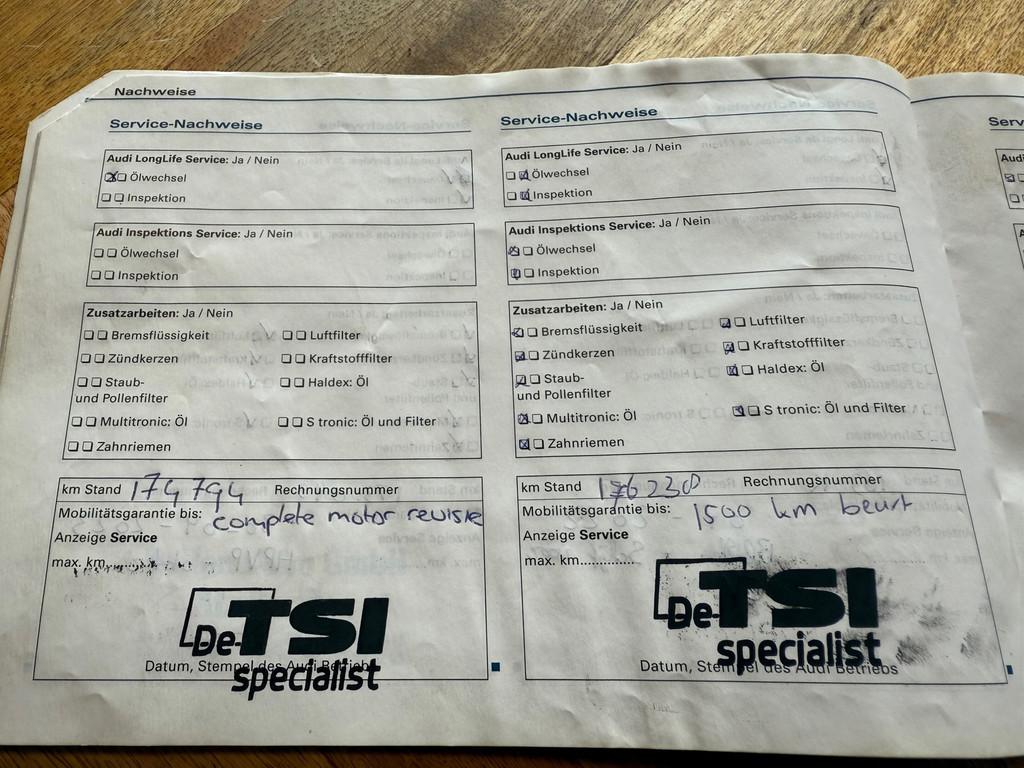 Nachweise
Service-Nachweise
Audi LongLife Service: Ja / Nein
Ölwechsel
Inspektion
Audi Inspektions Service: Ja / Nein
Ölwechsel
Inspektion
Zusatzarbeiten: Ja / Nein
Bremsflüssigkeit Luftfilter
Zündkerzen Kraftstofffilter
Staub- Haldex: Öl
und Pollenfilter
Multitronic: Öl S tronic: Öl und Filter
Zahnriemen
km Stand 174794 Rechnungsnummer
Mobilitätsgarantie bis: complete motor revisie
Anzeige Service
max. km..............
De TSI
Datum, Stempel des Audi Betriebs
specialist
Service-Nachweise
Audi LongLife Service: Ja / Nein
Ölwechsel
Inspektion
Audi Inspektions Service: Ja / Nein
Ölwechsel
Inspektion
Zusatzarbeiten: Ja / Nein
Bremsflüssigkeit Luftfilter
Zündkerzen Kraftstofffilter
Staub- Haldex: Öl
und Pollenfilter
Multitronic: Öl S tronic: Öl und Filter
Zahnriemen
km Stand 176230 Rechnungsnummer
Mobilitätsgarantie bis: 1500 km beurt
Anzeige Service
max. km..............
De TSI
specialist
Datum, Stempel des Audi Betriebs